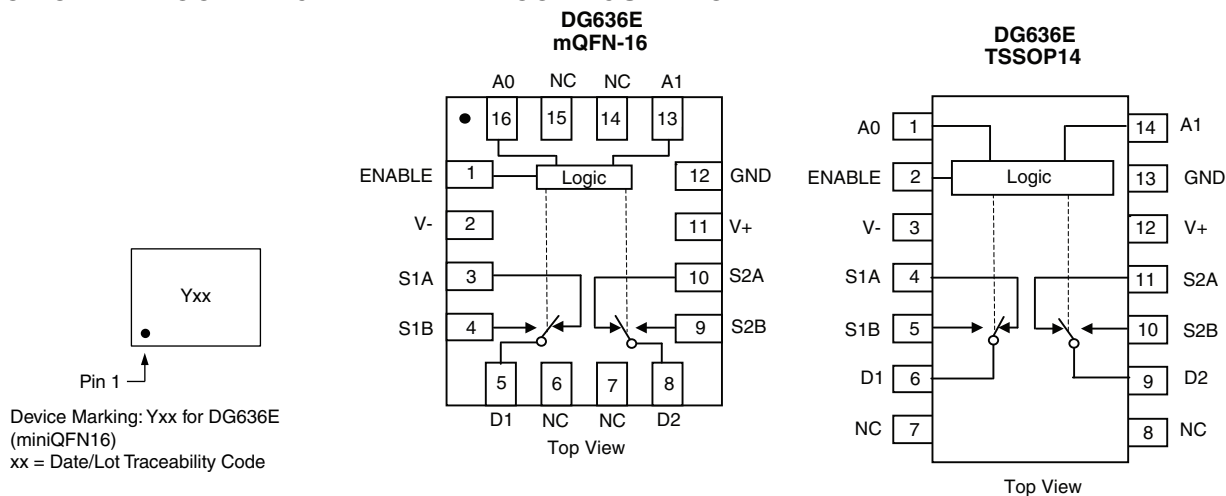 DG636E
mQFN-16
A0 NC NC A1
16 15 14 13
ENABLE 1 Logic 12 GND
V- 2 11 V+
S1A 3 10 S2A
S1B 4 9 S2B
5 6 7 8
D1 NC NC D2
Top View
DG636E
TSSOP14
A0 1 14 A1
ENABLE 2 Logic 13 GND
V- 3 12 V+
S1A 4 11 S2A
S1B 5 10 S2B
D1 6 9 D2
NC 7 8 NC
Top View
Yxx
Pin 1
Device Marking: Yxx for DG636E
(miniQFN16)
xx = Date/Lot Traceability Code